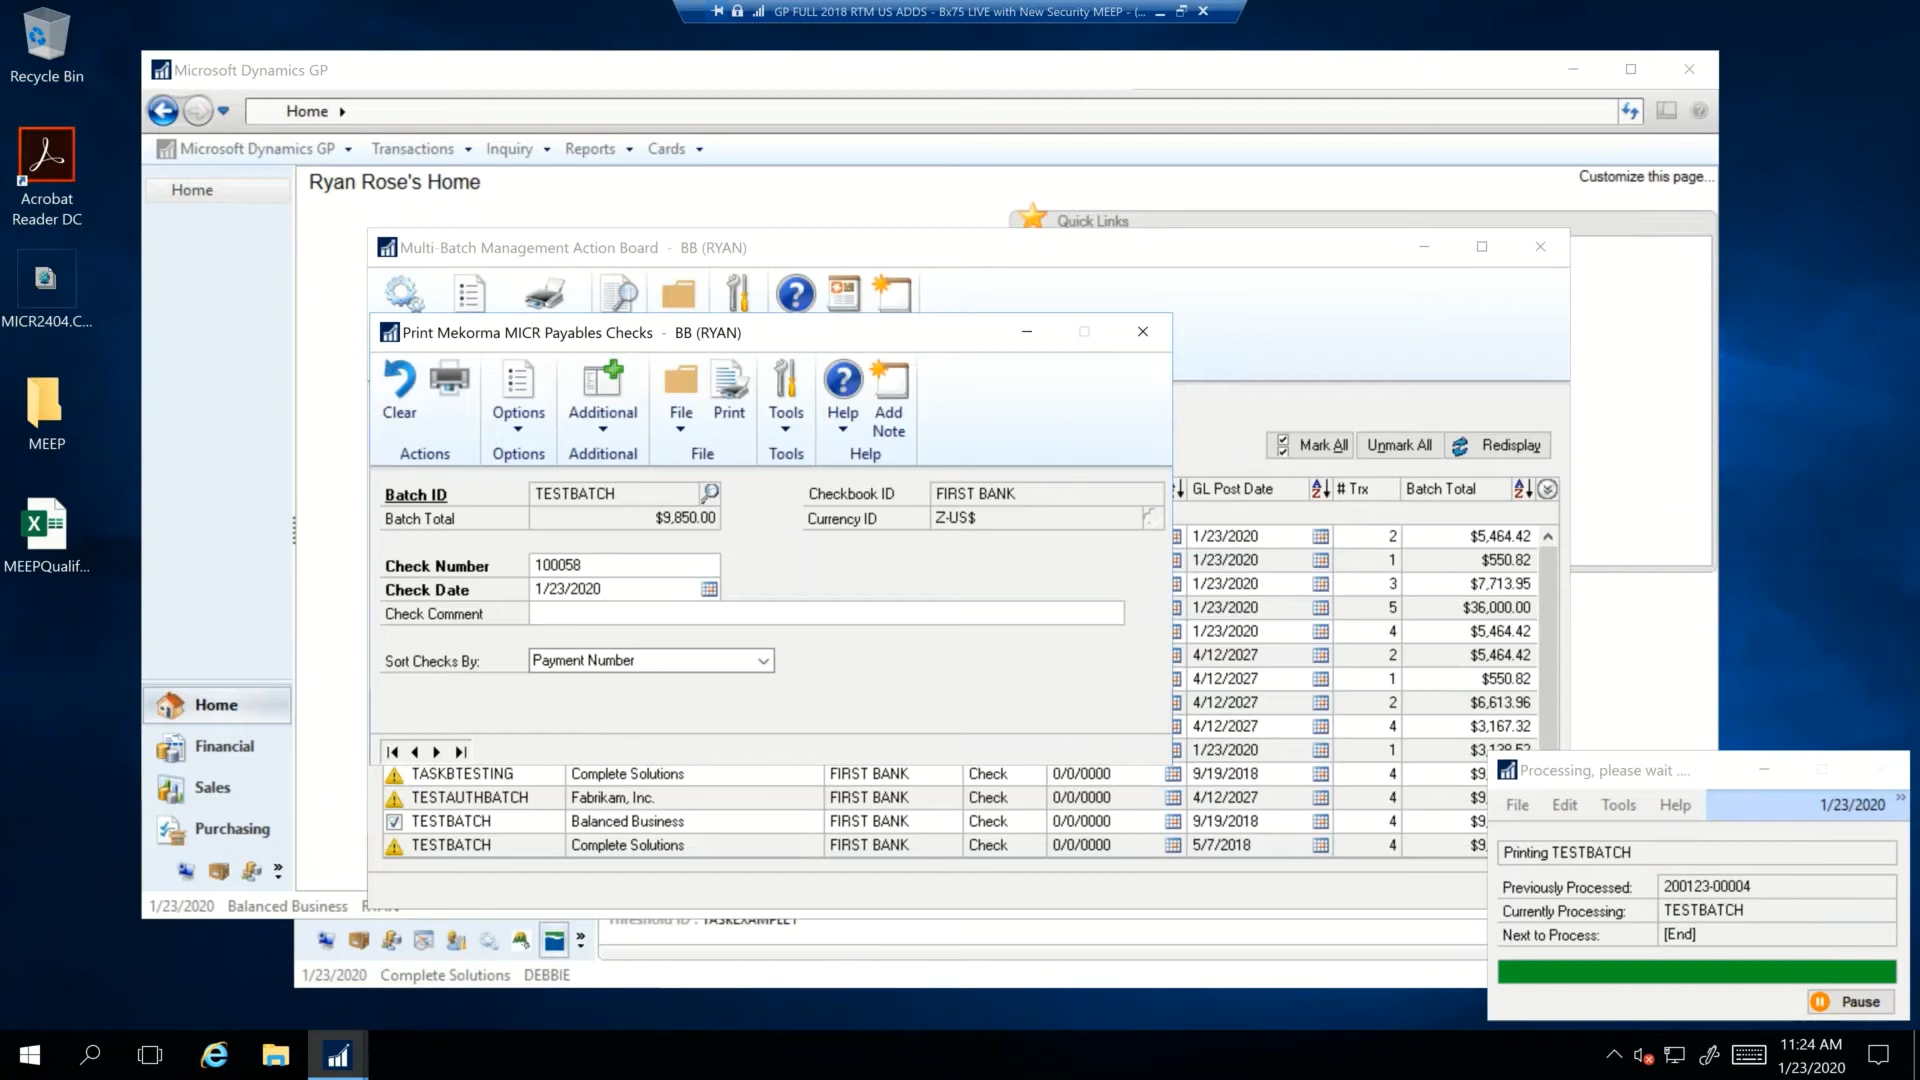 GP FULL 2018 RTM US ADDS - Bx75 LIVE with New Security MEEP - (...
Recycle Bin
Acrobat
Reader DC
MICR2404.C...
MEEP
MEEPQualif...
Microsoft Dynamics GP
Home
Microsoft Dynamics GP Transactions Inquiry Reports Cards
Home
Ryan Rose's Home
Customize this page...
Quick Links
Multi-Batch Management Action Board - BB (RYAN)
Print Mekorma MICR Payables Checks - BB (RYAN)
Clear Options Additional File Print Tools Help Add
Note
Actions Options Additional File Tools Help
Mark All Unmark All Redisplay
Batch ID TESTBATCH Checkbook ID FIRST BANK
Batch Total $9,850.00 Currency ID Z-US$
Check Number 100058
Check Date 1/23/2020
Check Comment
Sort Checks By: Payment Number
GL Post Date # Trx Batch Total
1/23/2020 2 $5,464.42
1/23/2020 1 $550.82
1/23/2020 3 $7,713.95
1/23/2020 5 $36,000.00
1/23/2020 4 $5,464.42
4/12/2027 2 $5,464.42
4/12/2027 1 $550.82
4/12/2027 2 $6,613.96
4/12/2027 4 $3,167.32
1/23/2020 1 $3,138.52
TASKBTESTING Complete Solutions FIRST BANK Check 0/0/0000 9/19/2018 4 $9,
TESTAUTHBATCH Fabrikam, Inc. FIRST BANK Check 0/0/0000 4/12/2027 4 $9,
TESTBATCH Balanced Business FIRST BANK Check 0/0/0000 9/19/2018 4 $9,
TESTBATCH Complete Solutions FIRST BANK Check 0/0/0000 5/7/2018 4 $9,
Home
Financial
Sales
Purchasing
1/23/2020 Balanced Business
Threshold ID : TASKEXAMPLE1
1/23/2020 Complete Solutions DEBBIE
Processing, please wait ....
File Edit Tools Help 1/23/2020
Printing TESTBATCH
Previously Processed: 200123-00004
Currently Processing: TESTBATCH
Next to Process: [End]
Pause
11:24 AM
1/23/2020